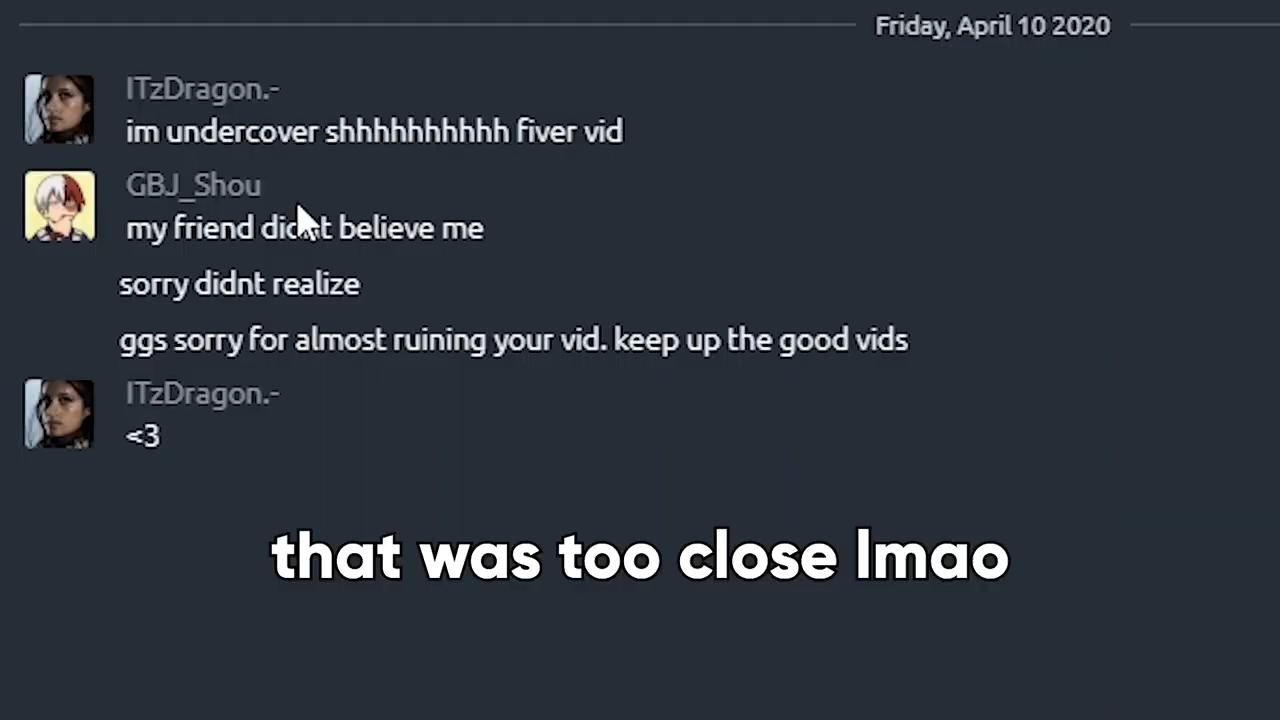 Friday, April 10 2020
ITzDragon.-
im undercover shhhhhhhhhh fiver vid
GBJ_Shou
my friend didnt believe me
sorry didnt realize
ggs sorry for almost ruining your vid. keep up the good vids
ITzDragon.-
<3
that was too close lmao